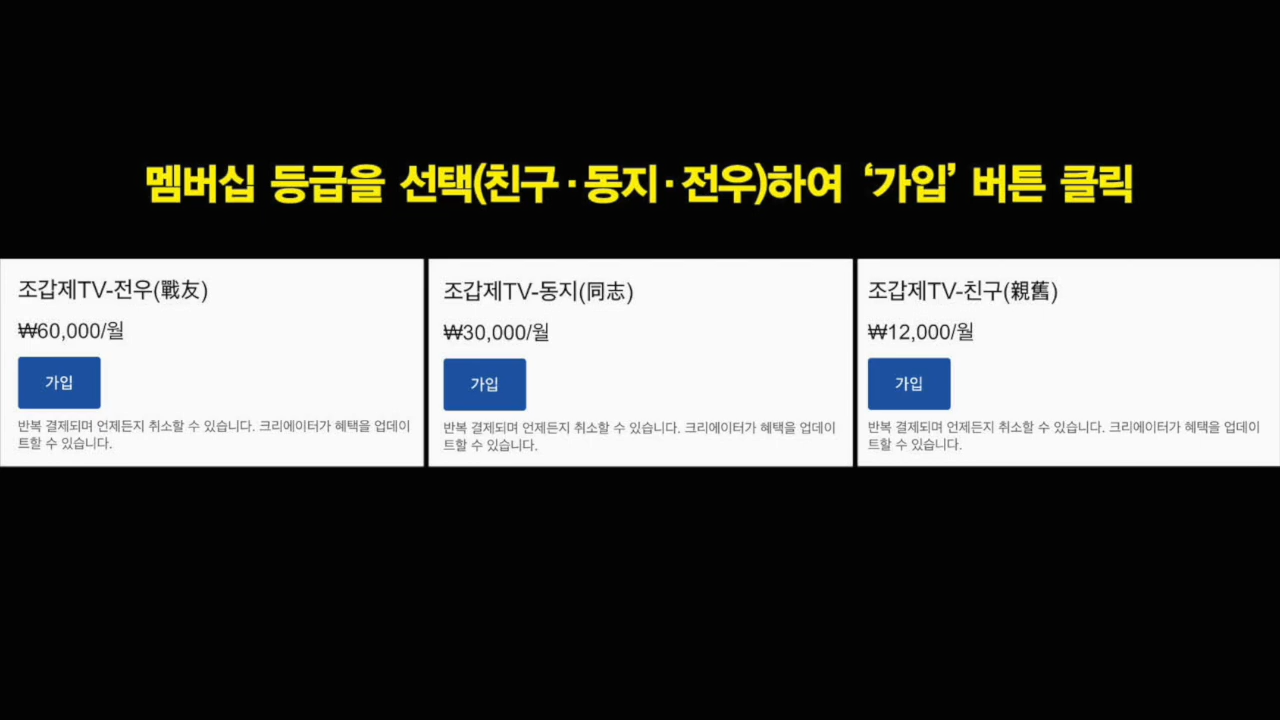 멤버십 등급을 선택(친구·동지·전우)하여 ‘가입’ 버튼 클릭
조갑제TV-전우(戰友)
₩60,000/월
가입
반복 결제되며 언제든지 취소할 수 있습니다. 크리에이터가 혜택을 업데이
트할 수 있습니다.
조갑제TV-동지(同志)
₩30,000/월
가입
반복 결제되며 언제든지 취소할 수 있습니다. 크리에이터가 혜택을 업데이
트할 수 있습니다.
조갑제TV-친구(親舊)
₩12,000/월
가입
반복 결제되며 언제든지 취소할 수 있습니다. 크리에이터가 혜택을 업데이
트할 수 있습니다.